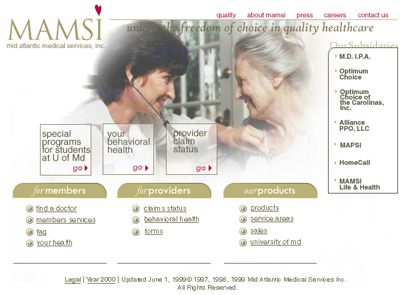 quality about mamsi press careers contact us
MAMSI
mid atlantic medical services, inc.
the freedom of choice in quality healthcare
Our Subsidaries
M.D. I.P.A.
Optimum
Choice
Optimum
Choice of
the Carolinas,
Inc.
Alliance
PPO, LLC
MAPSI
HomeCall
MAMSI
Life & Health
special
programs
for students
at U of Md
go
your
behavioral
health
go
provider
claim
status
go
for members
find a doctor
members services
tag
your health
for providers
claims status
behavioral health
forms
our products
products
service areas
sales
university of md
Legal | Year 2000 | Updated June 1, 1999© 1997, 1998, 1999 Mid Atlantic Medical Services Inc.
All Rights Reserved.